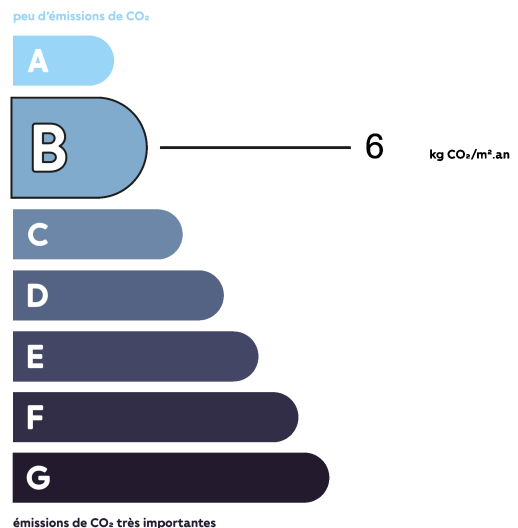 peu d'émissions de CO₂
A
B 6 kg CO₂/m².an
C
D
E
F
G
émissions de CO₂ très importantes